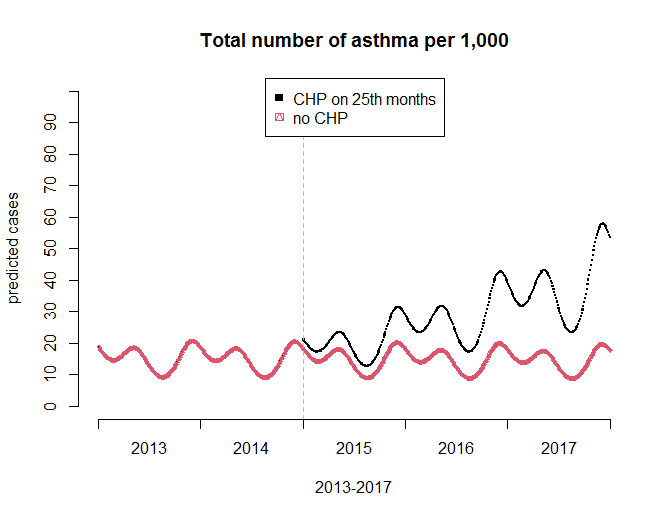 Total number of asthma per 1,000
CHP on 25th months
no CHP
predicted cases
90
80
70
60
50
40
30
20
10
0
2013 2014 2015 2016 2017
2013-2017